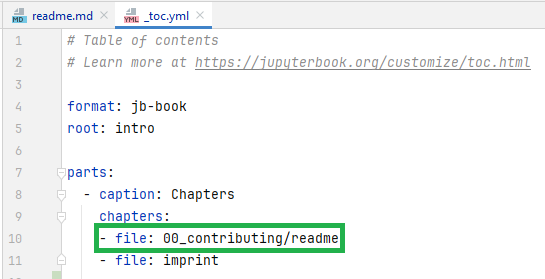 readme.md
_toc.yml
MD
YML
1 # Table of contents
2 # Learn more at https://jupyterbook.org/customize/toc.html
3
4 format: jb-book
5 root: intro
6
7 parts:
8 - caption: Chapters
9 chapters:
10 - file: 00_contributing/readme
11 - file: imprint